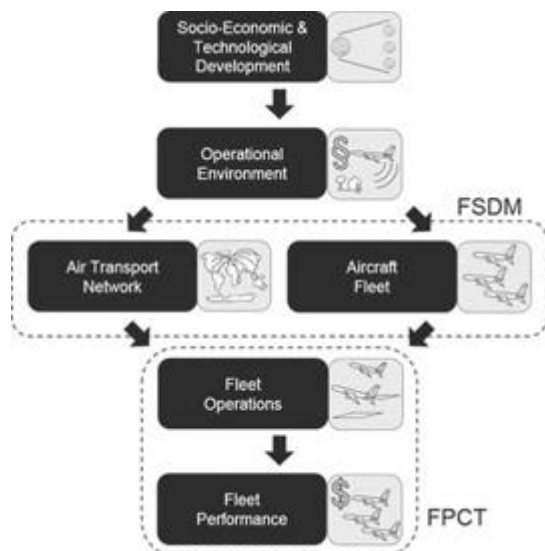 Socio-Economic &
Technological
Development
Operational
Environment
§
FSDM
Air Transport
Network
Aircraft
Fleet
Fleet
Operations
Fleet
Performance
$
FPCT